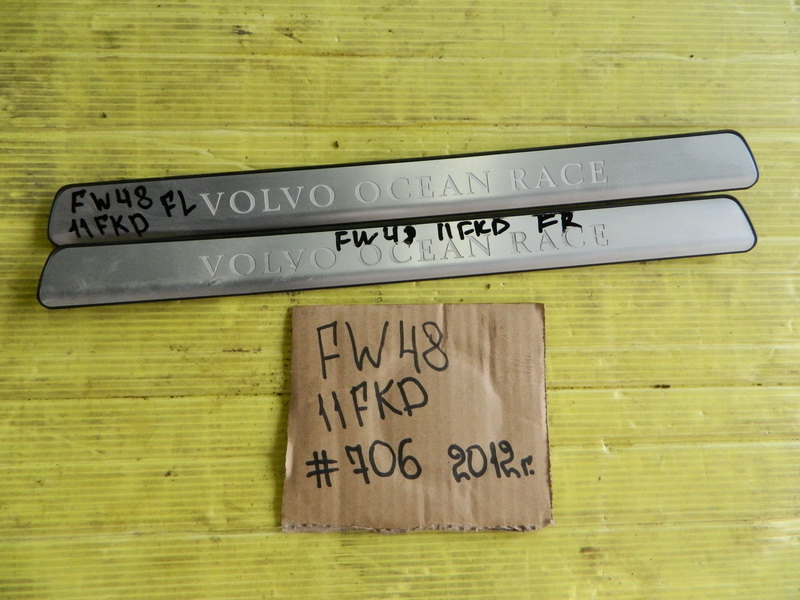 FW48 FL
11FKD
VOLVO OCEAN RACE
FW48 11FKD FR
VOLVO OCEAN RACE
FW48
11FKD
#706 2012г.